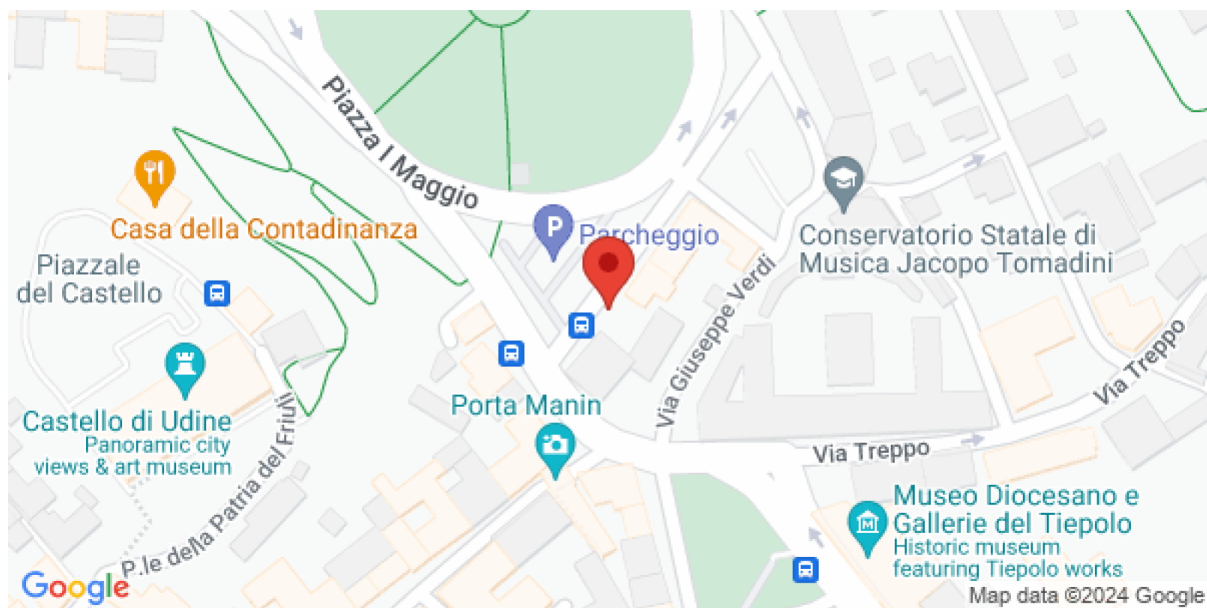 Piazza I Maggio
P
Parcheggio
Casa della Contadinanza
Conservatorio Statale di
Musica Jacopo Tomadini
Piazzale
del Castello
Via Giuseppe Verdi
Via Treppo
Castello di Udine
Panoramic city
views & art museum
Porta Manin
P.le della Patria del Friuli
Via Treppo
Museo Diocesano e
Gallerie del Tiepolo
Historic museum
featuring Tiepolo works
M
Google
Map data ©2024 Google